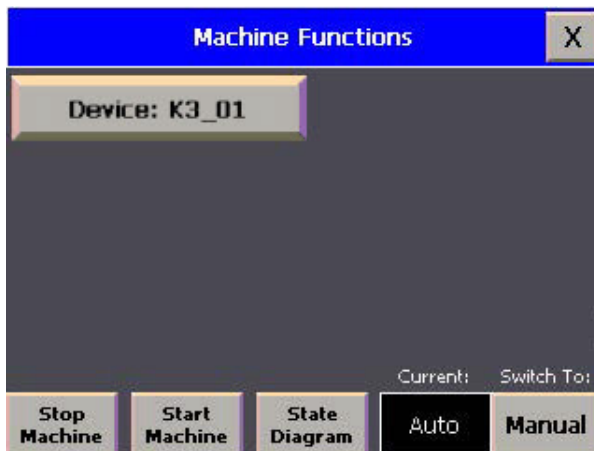 Machine Functions
X
Device: K3_01
Current:
Switch To:
Stop
Machine
Start
Machine
State
Diagram
Auto
Manual